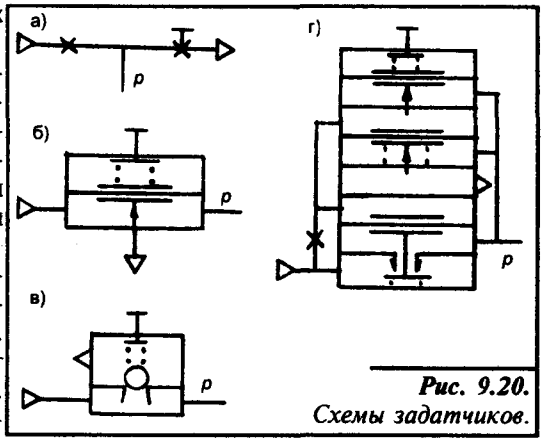 а)
p
б)
p
в)
p
г)
p
Рис. 9.20.
Схемы задатчиков.